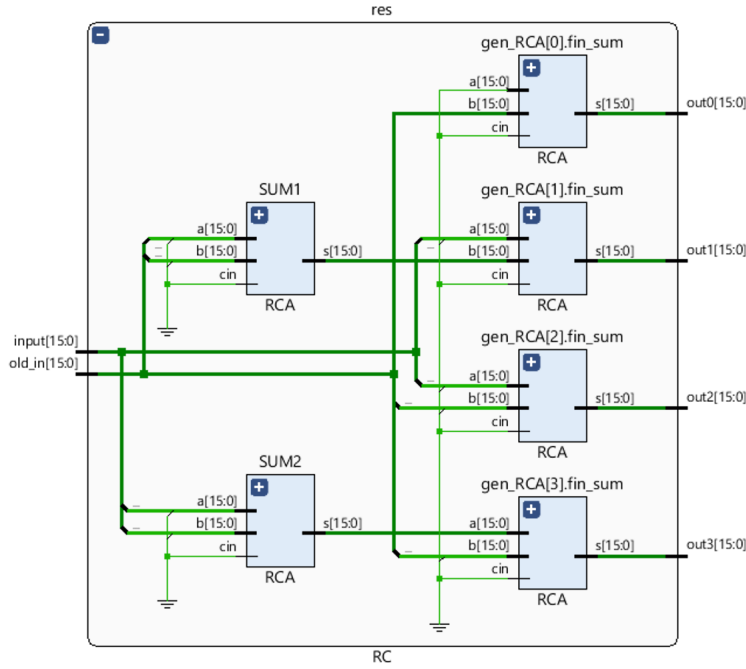 res
gen_RCA[0].fin_sum
a[15:0]
b[15:0]
cin
s[15:0]
out0[15:0]
RCA
SUM1
a[15:0]
b[15:0]
cin
s[15:0]
RCA
gen_RCA[1].fin_sum
a[15:0]
b[15:0]
cin
s[15:0]
out1[15:0]
RCA
input[15:0]
old_in[15:0]
gen_RCA[2].fin_sum
a[15:0]
b[15:0]
cin
s[15:0]
out2[15:0]
RCA
SUM2
a[15:0]
b[15:0]
cin
s[15:0]
RCA
gen_RCA[3].fin_sum
a[15:0]
b[15:0]
cin
s[15:0]
out3[15:0]
RCA
RC